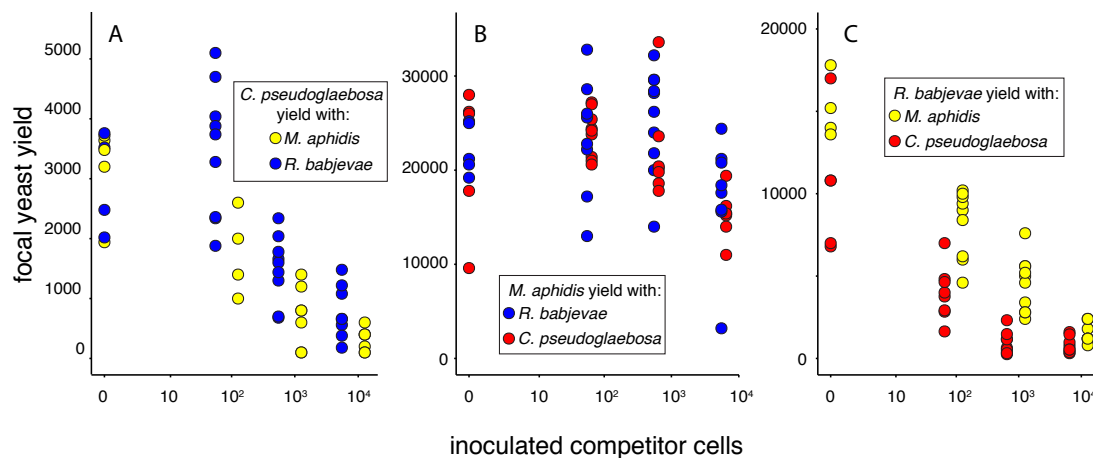 focal yeast yield
A
5000
4000
3000
2000
1000
0
C. pseudoglaebosa
yield with:
M. aphidis
R. babjevae
0
10
10²
10³
10⁴
B
30000
20000
10000
0
M. aphidis yield with:
R. babjevae
C. pseudoglaebosa
0
10
10²
10³
10⁴
C
20000
10000
0
R. babjevae yield with:
M. aphidis
C. pseudoglaebosa
0
10
10²
10³
10⁴
inoculated competitor cells